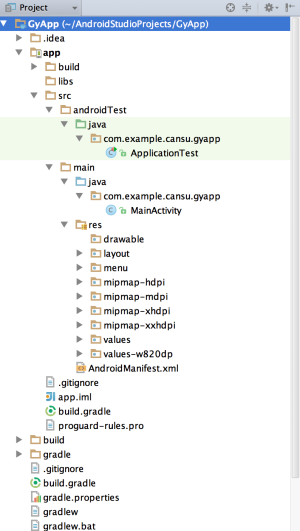 Project
GyApp (~/AndroidStudioProjects/GyApp)
.idea
app
build
libs
src
androidTest
java
com.example.cansu.gyapp
ApplicationTest
main
java
com.example.cansu.gyapp
MainActivity
res
drawable
layout
menu
mipmap-hdpi
mipmap-mdpi
mipmap-xhdpi
mipmap-xxhdpi
values
values-w820dp
AndroidManifest.xml
.gitignore
app.iml
build.gradle
proguard-rules.pro
build
gradle
.gitignore
build.gradle
gradle.properties
gradlew
gradlew.bat